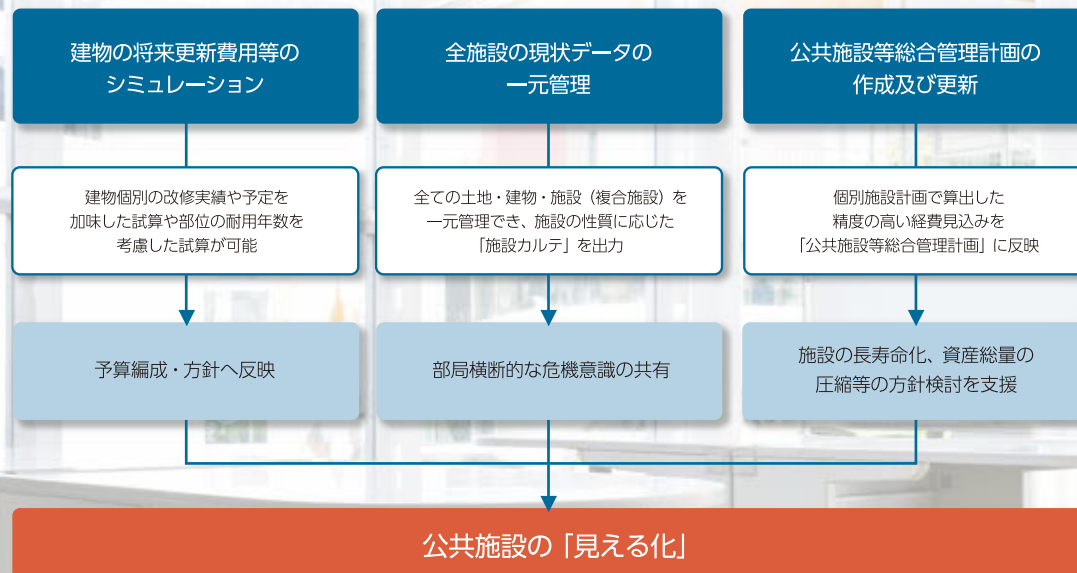 建物の将来更新費用等の
シミュレーション
全施設の現状データの
一元管理
公共施設等総合管理計画の
作成及び更新
建物個別の改修実績や予定を
加味した試算や部位の耐用年数を
考慮した試算が可能
全ての土地・建物・施設（複合施設）を
一元管理でき、施設の性質に応じた
「施設カルテ」を出力
個別施設計画で算出した
精度の高い経費見込みを
「公共施設等総合管理計画」に反映
予算編成・方針へ反映
部局横断的な危機意識の共有
施設の長寿命化、資産総量の
圧縮等の方針検討を支援
公共施設の「見える化」